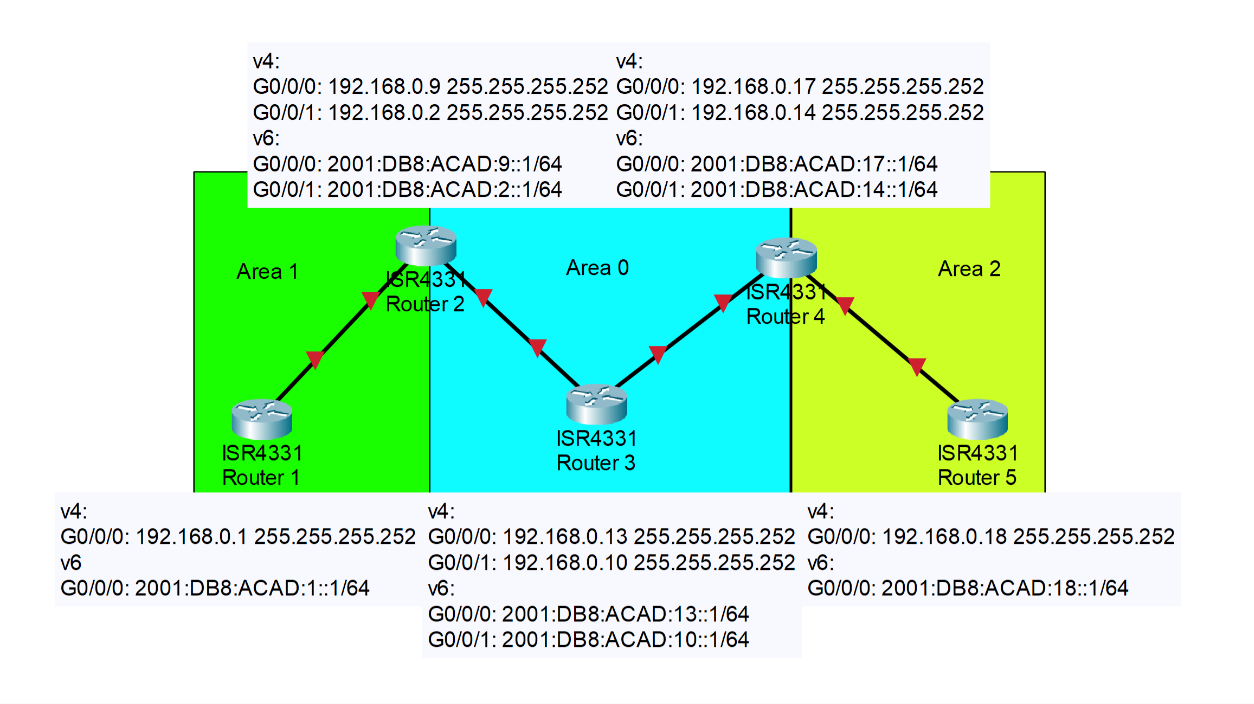 v4:
G0/0/0: 192.168.0.9 255.255.255.252
G0/0/1: 192.168.0.2 255.255.255.252
v6:
G0/0/0: 2001:DB8:ACAD:9::1/64
G0/0/1: 2001:DB8:ACAD:2::1/64
v4:
G0/0/0: 192.168.0.17 255.255.255.252
G0/0/1: 192.168.0.14 255.255.255.252
v6:
G0/0/0: 2001:DB8:ACAD:17::1/64
G0/0/1: 2001:DB8:ACAD:14::1/64
Area 1
ISR4331
Router 2
Area 0
ISR4331
Router 4
Area 2
ISR4331
Router 1
ISR4331
Router 3
ISR4331
Router 5
v4:
G0/0/0: 192.168.0.1 255.255.255.252
v6
G0/0/0: 2001:DB8:ACAD:1::1/64
v4:
G0/0/0: 192.168.0.13 255.255.255.252
G0/0/1: 192.168.0.10 255.255.255.252
v6:
G0/0/0: 2001:DB8:ACAD:13::1/64
G0/0/1: 2001:DB8:ACAD:10::1/64
v4:
G0/0/0: 192.168.0.18 255.255.255.252
v6:
G0/0/0: 2001:DB8:ACAD:18::1/64